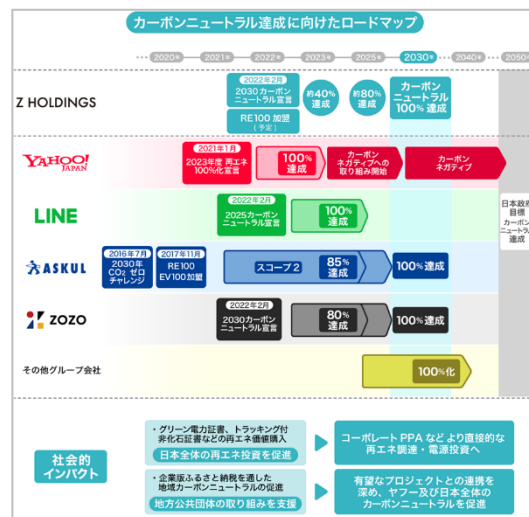 カーボンニュートラル達成に向けたロードマップ
2020年 2021年 2022年 2023年 2025年 2030年 2040年 2050年
Z HOLDINGS
2022年2月
2030カーボン
ニュートラル宣言
RE100 加盟
(予定)
約40%
達成
約80%
達成
カーボン
ニュートラル
100% 達成
YAHOO!
JAPAN
2021年1月
2023年度 再エネ
100%化宣言
100%
達成
カーボン
ネガティブへの
取り組み開始
カーボン
ネガティブ
LINE
2022年2月
2025カーボン
ニュートラル宣言
100%
達成
日本政府
目標
カーボン
ニュートラル
達成
ASKUL
2016年7月
2030年
CO₂ ゼロ
チャレンジ
2017年11月
RE100
EV100加盟
スコープ2
85%
達成
100% 達成
ZOZO
2022年2月
2030カーボン
ニュートラル宣言
80%
達成
100% 達成
その他グループ会社
100%化
社会的
インパクト
・グリーン電力証書、トラッキング付
非化石証書などの再エネ価値購入
日本全体の再エネ投資を促進
コーポレート PPA など より直接的な
再エネ調達・電源投資へ
・企業版ふるさと納税を通した
地域カーボンニュートラルの促進
地方公共団体の取り組みを支援
有望なプロジェクトとの連携を
深め、ヤフー及び日本全体の
カーボンニュートラルを促進